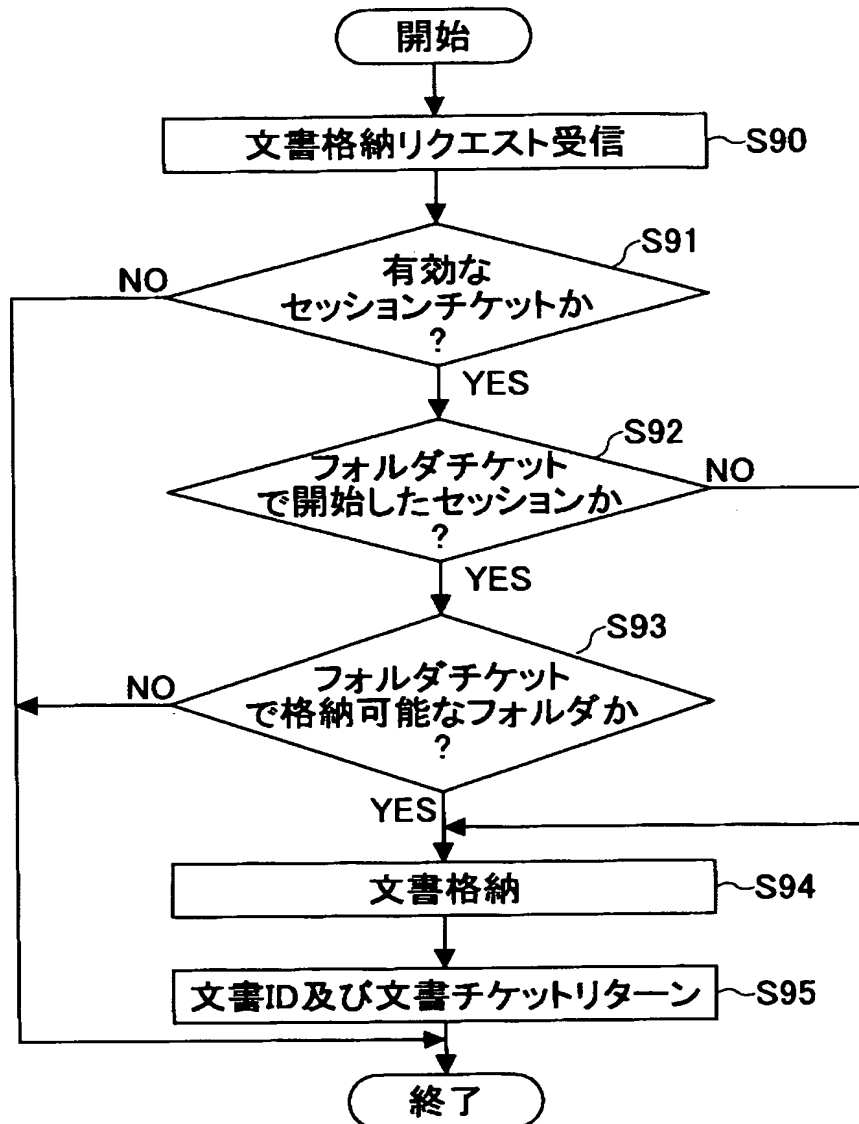 開始
文書格納リクエスト受信
S90
S91
有効な
セッションチケットか
?
NO
YES
S92
フォルダチケット
で開始したセッションか
?
NO
YES
S93
フォルダチケット
で格納可能なフォルダか
?
NO
YES
文書格納
S94
文書ID及び文書チケットリターン
S95
終了